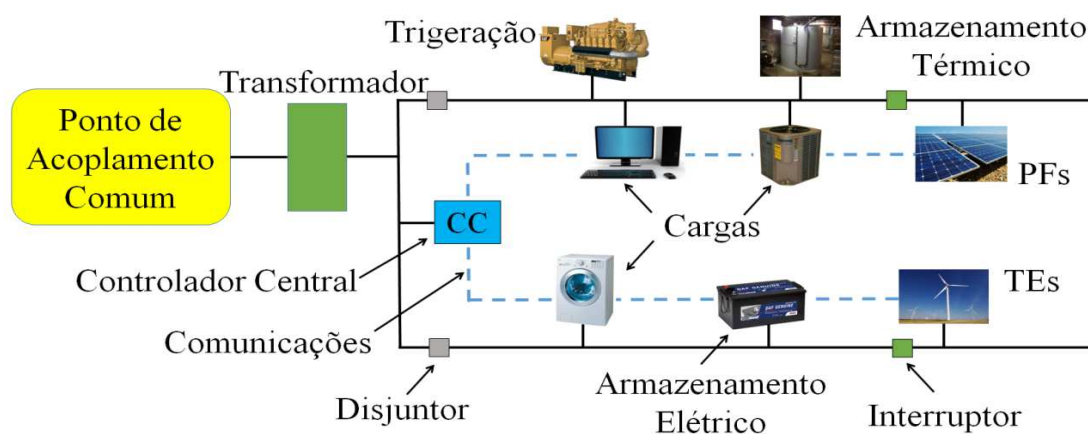 Trigeração
Armazenamento
Térmico
Transformador
Ponto de
Acoplamento
Comum
PFs
CC
Cargas
Controlador Central
TEs
Comunicações
Disjuntor
Armazenamento
Elétrico
Interruptor